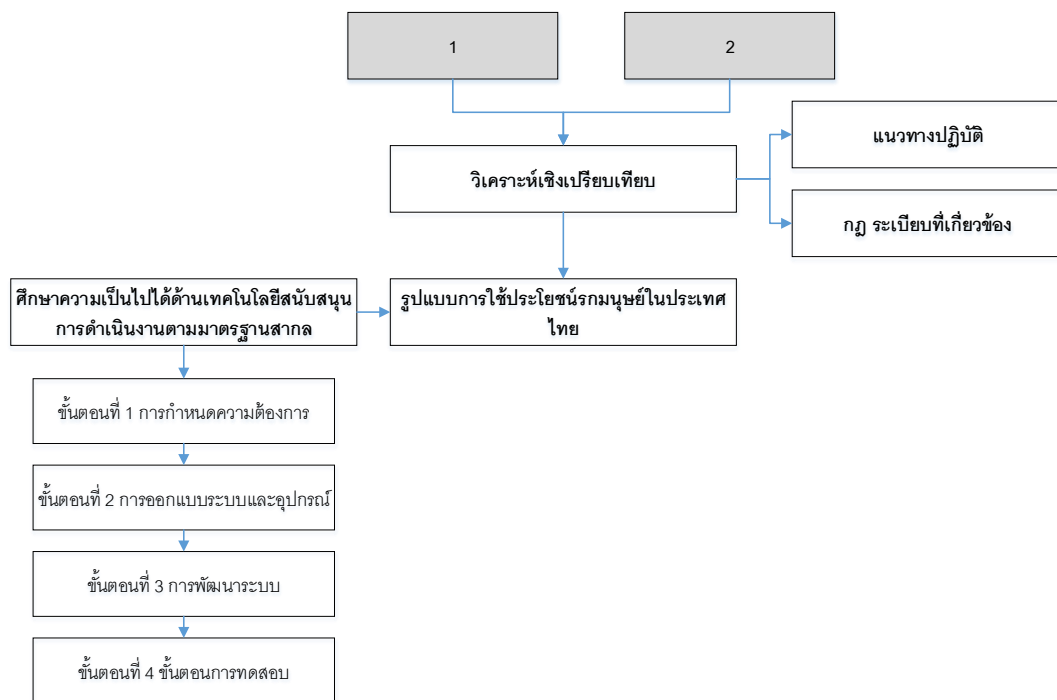 1
2
แนวทางปฏิบัติ
วิเคราะห์เชิงเปรียบเทียบ
กฎ ระเบียบที่เกี่ยวข้อง
ศึกษาความเป็นไปได้ด้านเทคโนโลยีสนับสนุน
การดำเนินงานตามมาตรฐานสากล
รูปแบบการใช้ประโยชน์รกมนุษย์ในประเทศ
ไทย
ขั้นตอนที่ 1 การกำหนดความต้องการ
ขั้นตอนที่ 2 การออกแบบระบบและอุปกรณ์
ขั้นตอนที่ 3 การพัฒนาระบบ
ขั้นตอนที่ 4 ขั้นตอนการทดสอบ